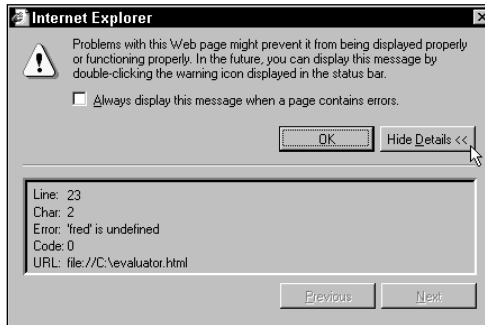 Internet Explorer
Problems with this Web page might prevent it from being displayed properly
or functioning properly. In the future, you can display this message by
double-clicking the warning icon displayed in the status bar.
Always display this message when a page contains errors.
OK
Hide Details <<
Line: 23
Char: 2
Error: 'fred' is undefined
Code: 0
URL: file://C:\evaluator.html
Previous
Next